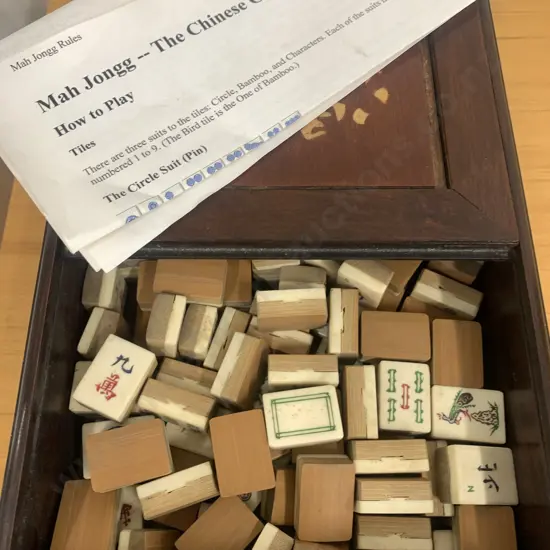 Mah Jongg Rules
Mah Jongg -- The Chinese
How to Play
Tiles
There are three suits to the tiles: Circle, Bamboo, and Characters. Each of the suits
numbered 1 to 9. (The Bird tile is the One of Bamboo.)
The Circle Suit (Pin)
九
萬
北
N